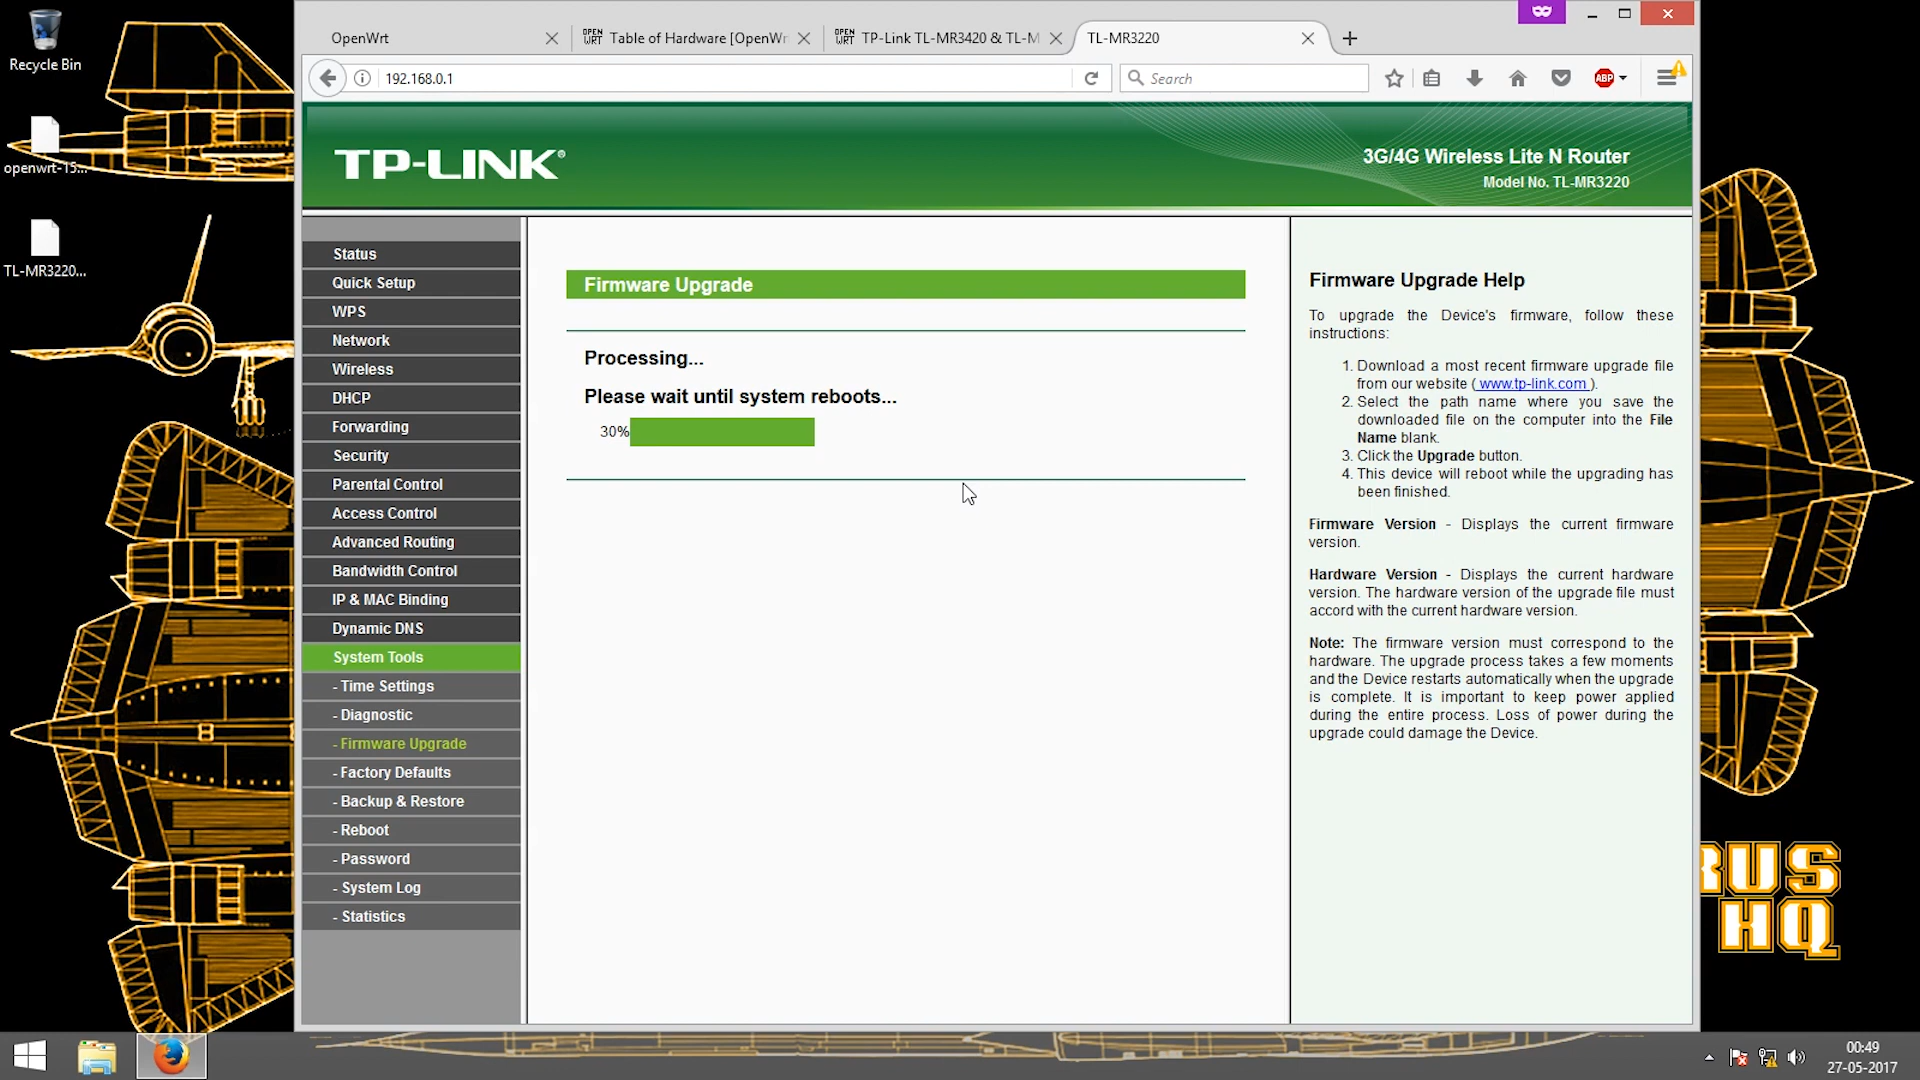 Recycle Bin
openwrt-15...
TL-MR3220...
OpenWrt
OPEN WRT Table of Hardware [OpenWr
OPEN WRT TP-Link TL-MR3420 & TL-M
TL-MR3220
192.168.0.1
Search
ABP
TP-LINK®
3G/4G Wireless Lite N Router
Model No. TL-MR3220
Status
Quick Setup
WPS
Network
Wireless
DHCP
Forwarding
Security
Parental Control
Access Control
Advanced Routing
Bandwidth Control
IP & MAC Binding
Dynamic DNS
System Tools
- Time Settings
- Diagnostic
- Firmware Upgrade
- Factory Defaults
- Backup & Restore
- Reboot
- Password
- System Log
- Statistics
Firmware Upgrade
Processing...
Please wait until system reboots...
30%
Firmware Upgrade Help
To upgrade the Device's firmware, follow these
instructions:
1. Download a most recent firmware upgrade file
from our website ( www.tp-link.com ).
2. Select the path name where you save the
downloaded file on the computer into the File
Name blank.
3. Click the Upgrade button.
4. This device will reboot while the upgrading has
been finished.
Firmware Version - Displays the current firmware
version.
Hardware Version - Displays the current hardware
version. The hardware version of the upgrade file must
accord with the current hardware version.
Note: The firmware version must correspond to the
hardware. The upgrade process takes a few moments
and the Device restarts automatically when the upgrade
is complete. It is important to keep power applied
during the entire process. Loss of power during the
upgrade could damage the Device.
RUS
HQ
00:49
27-05-2017